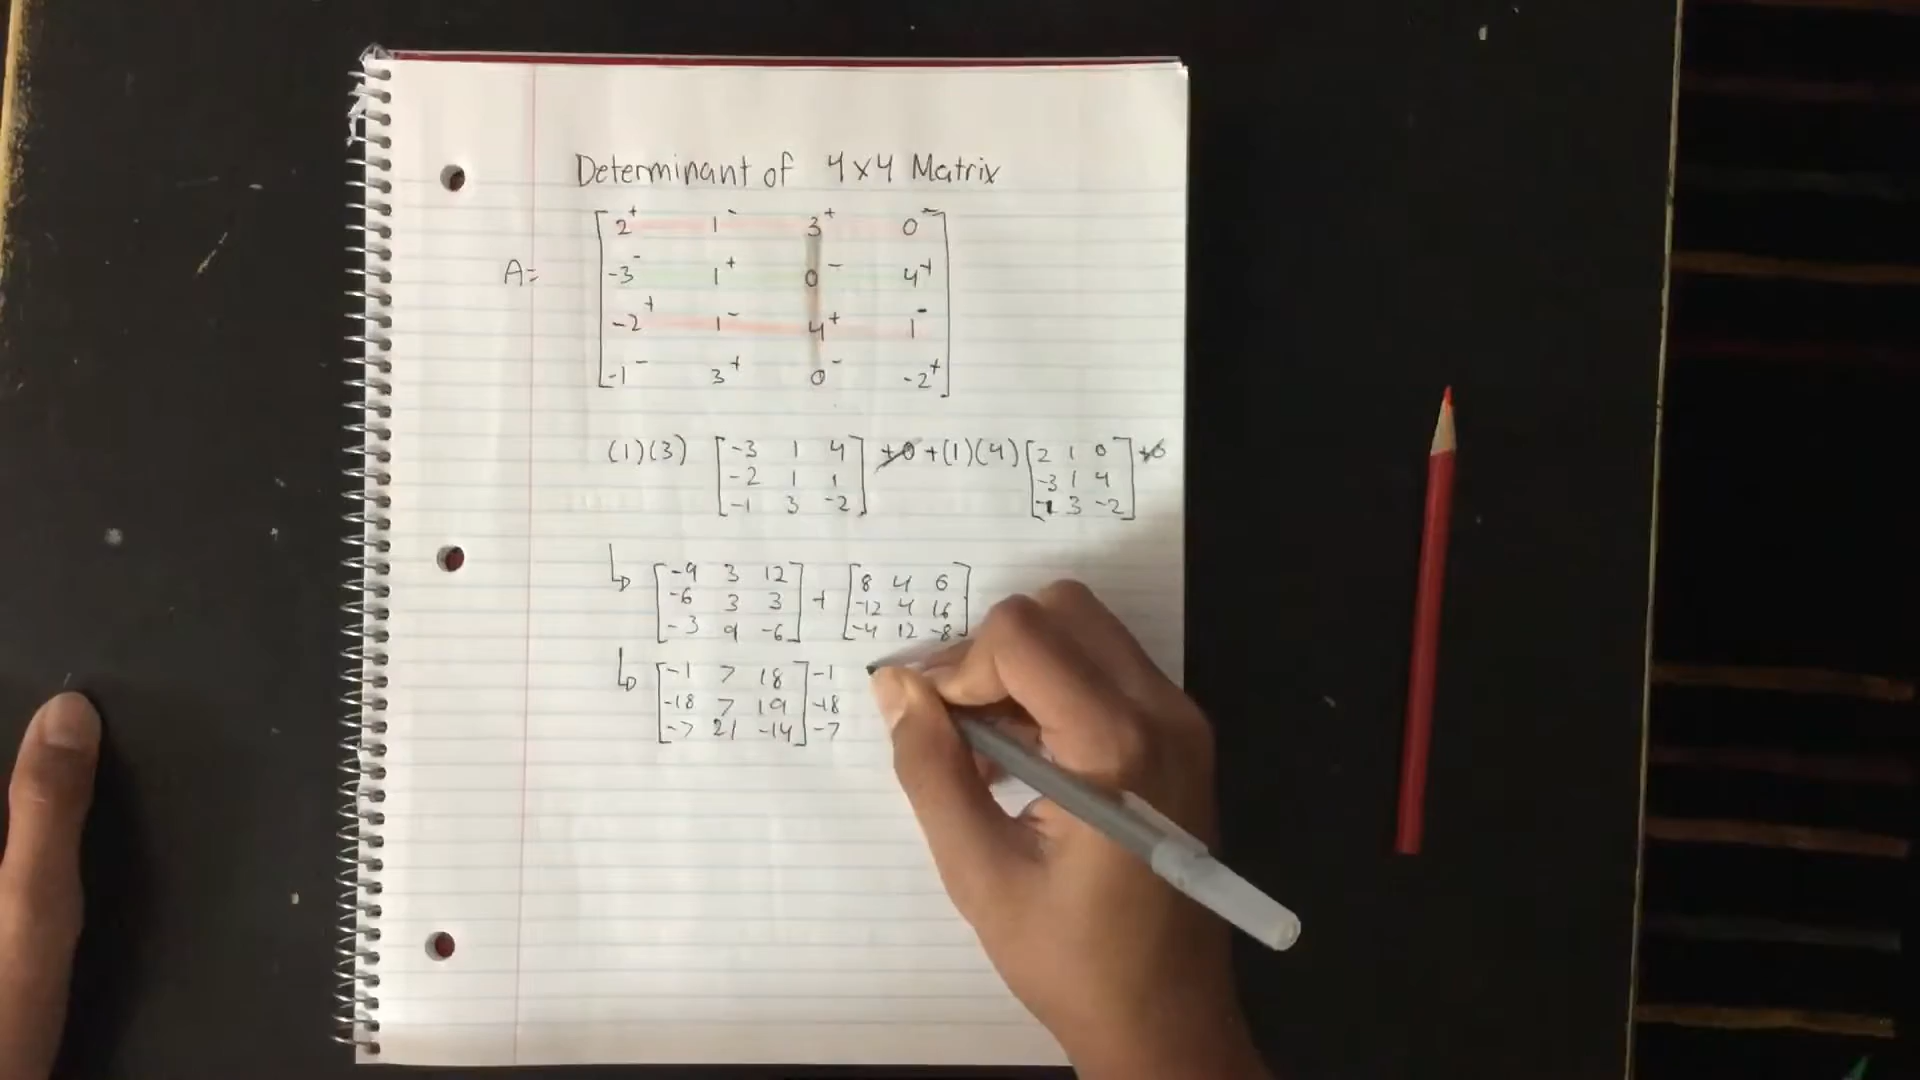 Determinant of 4x4 Matrix
2⁺ 1⁻ 3⁺ 0⁻
A= -3⁻ 1⁺ 0⁻ 4⁺
-2⁺ 1⁻ 4⁺ 1⁻
-1⁻ 3⁺ 0⁻ -2⁺
(1)(3) [-3 1 4] +0 +(1)(4) [2 1 0] +0
-2 1 1 -3 1 4
-1 3 -2 -1 3 -2
↳ [-9 3 12] + [8 4 6]
-6 3 3 -12 4 16
-3 9 -6 -4 12 -8
↳ [-1 7 18] -1
-18 7 19 -18
-7 21 -14 -7